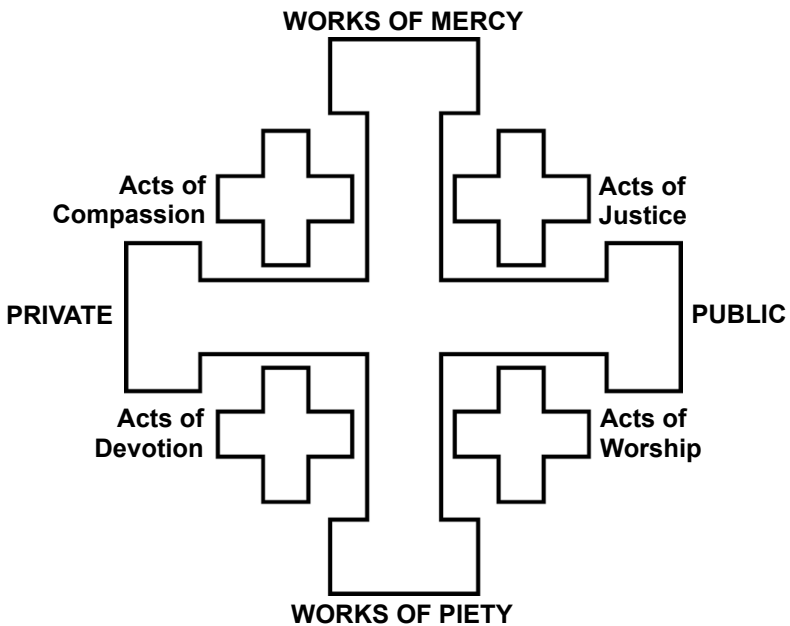 WORKS OF MERCY
Acts of
Compassion
Acts of
Justice
PRIVATE
PUBLIC
Acts of
Devotion
Acts of
Worship
WORKS OF PIETY